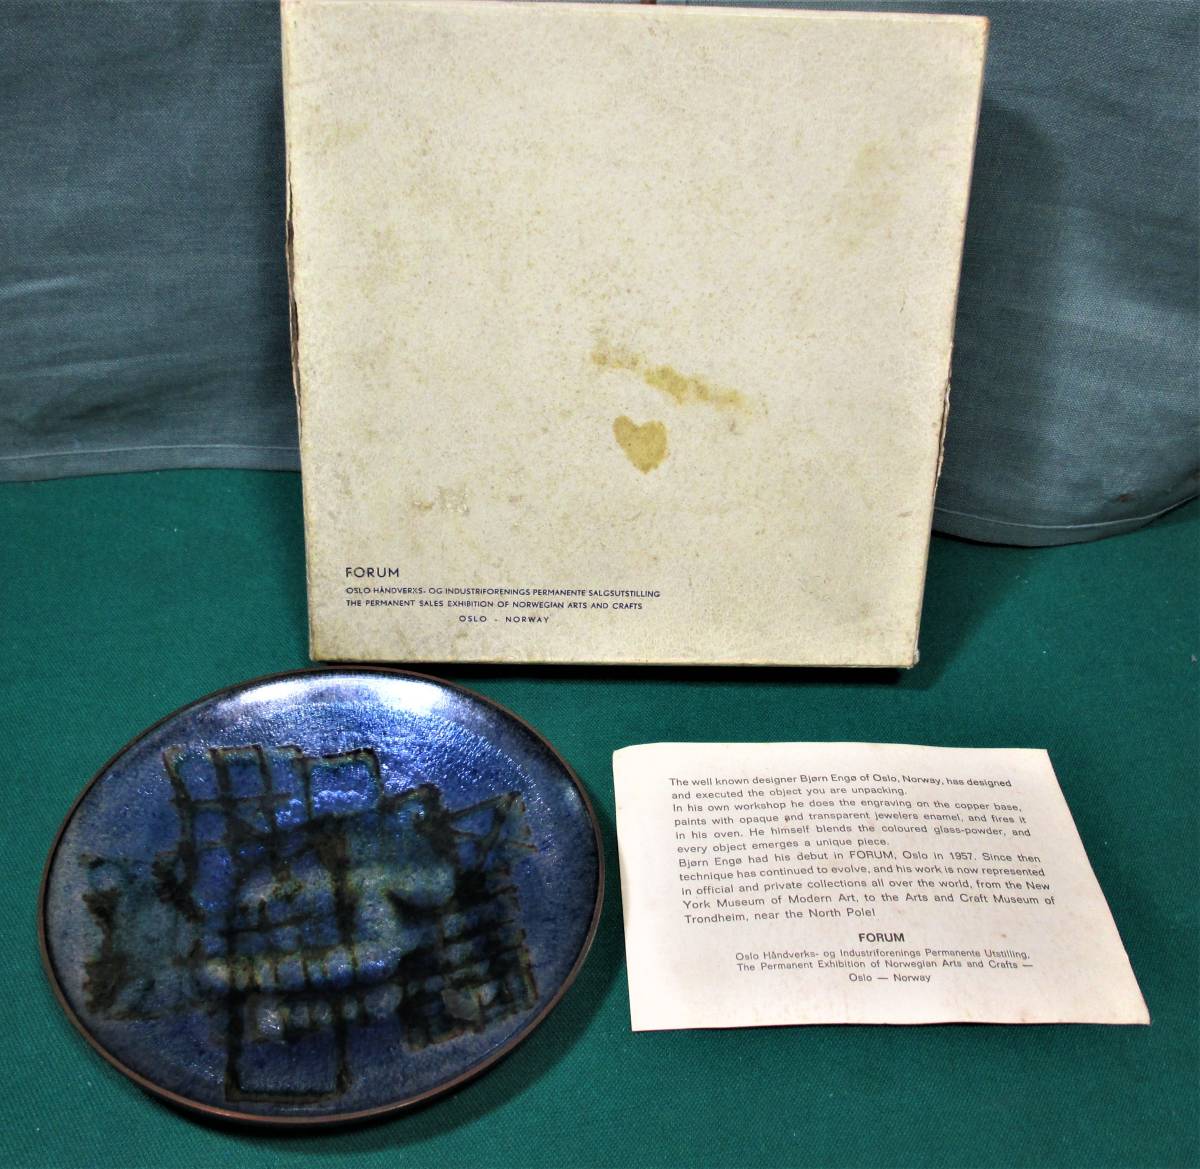 FORUM
OSLO HÅNDVERKS- OG INDUSTRIFORENINGS PERMANENTE SALGSUTSTILLING
THE PERMANENT SALES EXHIBITION OF NORWEGIAN ARTS AND CRAFTS
OSLO - NORWAY
The well known designer Bjørn Engø of Oslo, Norway, has designed
and executed the object you are unpacking.
In his own workshop he does the engraving on the copper base,
paints with opaque and transparent jewelers enamel, and fires it
in his oven. He himself blends the coloured glass-powder, and
every object emerges a unique piece.
Bjørn Engø had his debut in FORUM, Oslo in 1957. Since then
technique has continued to evolve, and his work is now represented
in official and private collections all over the world, from the New
York Museum of Modern Art, to the Arts and Craft Museum of
Trondheim, near the North Pole!
FORUM
Oslo Håndverks- og Industriforenings Permanente Utstilling,
The Permanent Exhibition of Norwegian Arts and Crafts —
Oslo — Norway